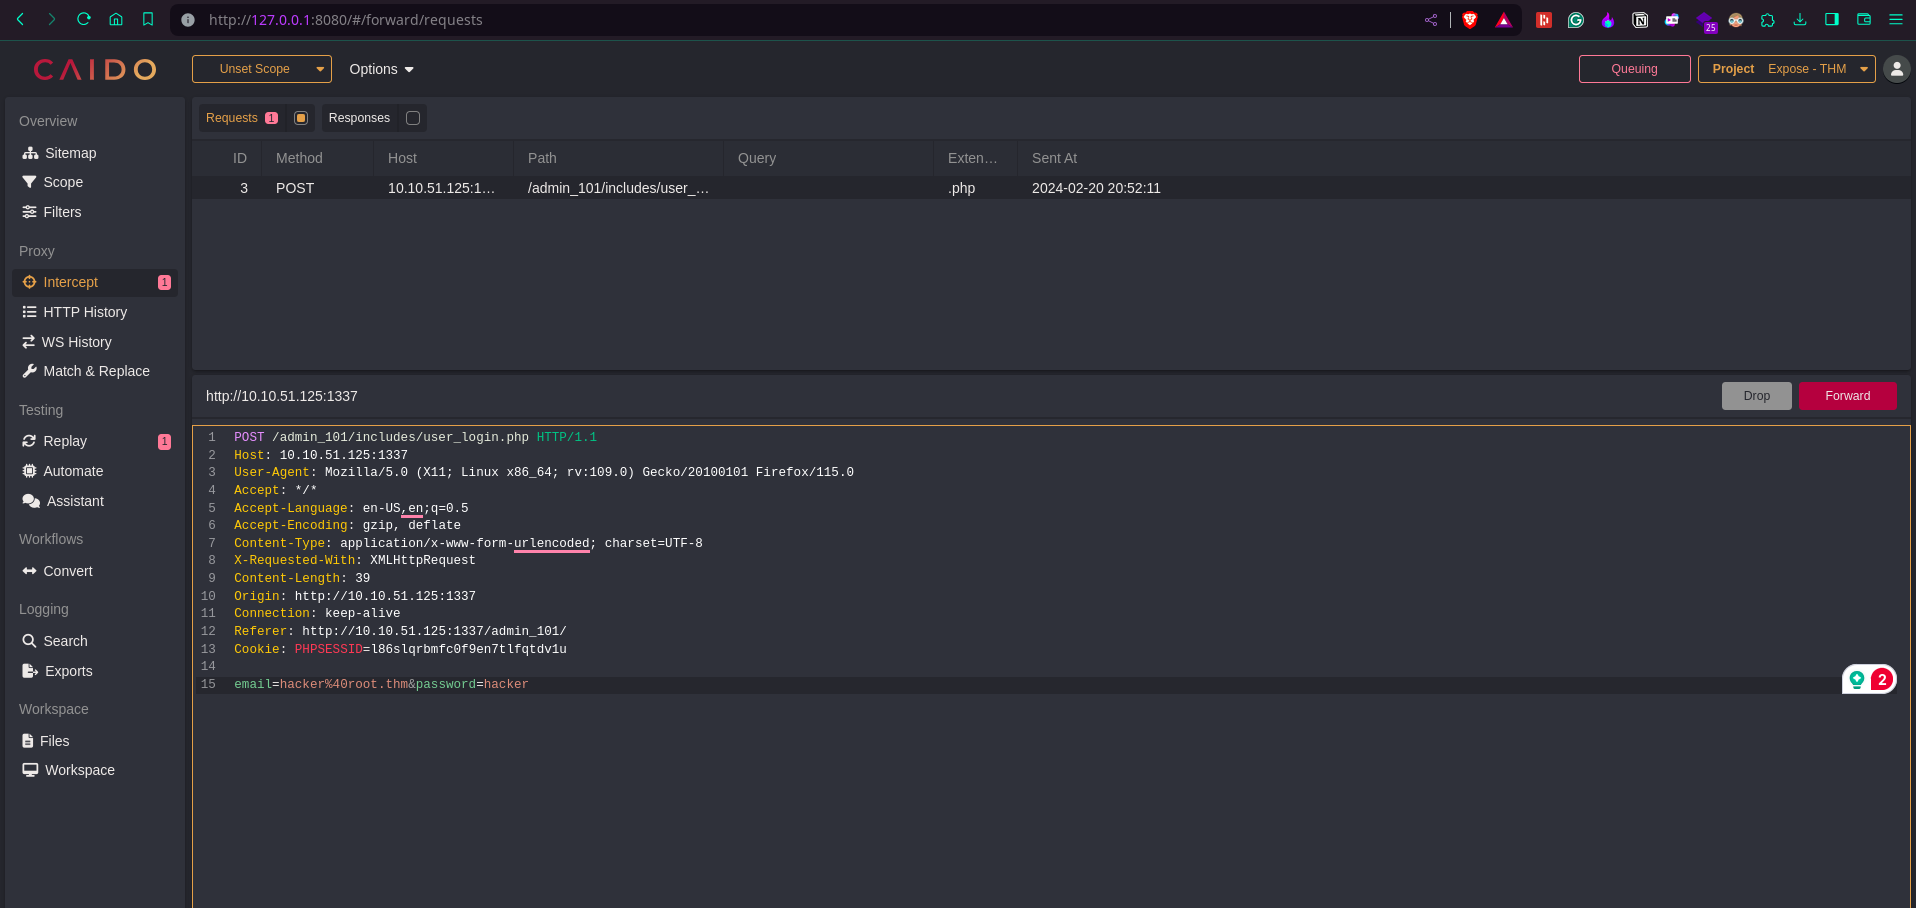 http://127.0.0.1:8080/#/forward/requests
25
CAIDO
Unset Scope
Options
Queuing
Project Expose - THM
Overview
Sitemap
Scope
Filters
Proxy
Intercept 1
HTTP History
WS History
Match & Replace
Testing
Replay 1
Automate
Assistant
Workflows
Convert
Logging
Search
Exports
Workspace
Files
Workspace
Requests 1
Responses
ID Method Host Path Query Exten… Sent At
3 POST 10.10.51.125:1… /admin_101/includes/user_… .php 2024-02-20 20:52:11
http://10.10.51.125:1337
Drop
Forward
1 POST /admin_101/includes/user_login.php HTTP/1.1
2 Host: 10.10.51.125:1337
3 User-Agent: Mozilla/5.0 (X11; Linux x86_64; rv:109.0) Gecko/20100101 Firefox/115.0
4 Accept: */*
5 Accept-Language: en-US,en;q=0.5
6 Accept-Encoding: gzip, deflate
7 Content-Type: application/x-www-form-urlencoded; charset=UTF-8
8 X-Requested-With: XMLHttpRequest
9 Content-Length: 39
10 Origin: http://10.10.51.125:1337
11 Connection: keep-alive
12 Referer: http://10.10.51.125:1337/admin_101/
13 Cookie: PHPSESSID=l86slqrbmfc0f9en7tlfqtdv1u
14
15 email=hacker%40root.thm&password=hacker
2